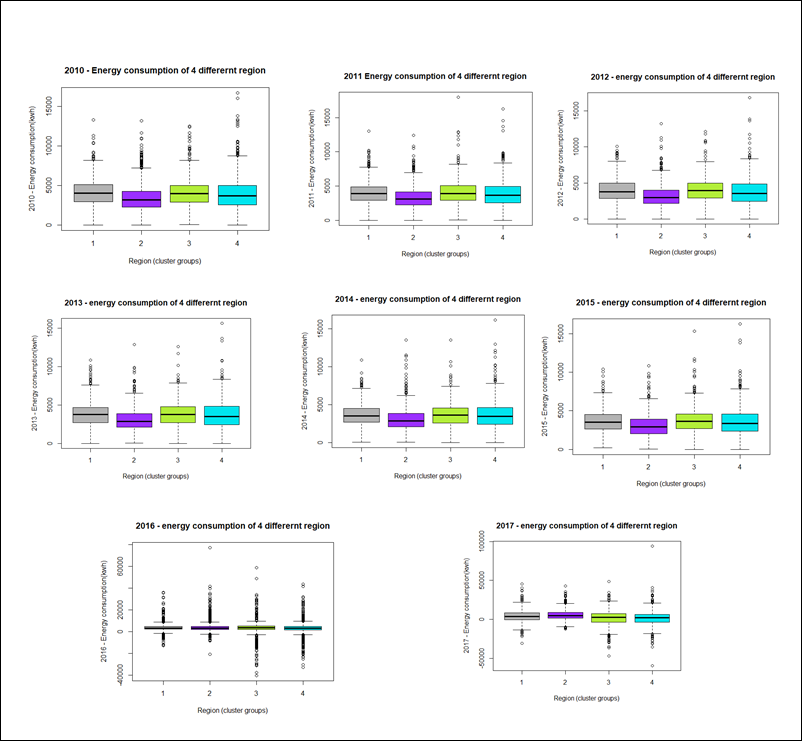 2010 - Energy consumption of 4 differernt region
2010 - Energy consumption(kwh)
15000
10000
5000
0
1 2 3 4
Region (cluster groups)
2011 Energy consumption of 4 differernt region
2011 - Energy consumption(kwh)
15000
10000
5000
0
1 2 3 4
Region (cluster groups)
2012 - energy consumption of 4 differernt region
2012 - Energy consumption(kwh)
15000
10000
5000
0
1 2 3 4
Region (cluster groups)
2013 - energy consumption of 4 differernt region
2013 - Energy consumption(kwh)
15000
10000
5000
0
1 2 3 4
Region (cluster groups)
2014 - energy consumption of 4 differernt region
2014 - Energy consumption(kwh)
15000
10000
5000
0
1 2 3 4
Region (cluster groups)
2015 - energy consumption of 4 differernt region
2015 - Energy consumption(kwh)
15000
10000
5000
0
1 2 3 4
Region (cluster groups)
2016 - energy consumption of 4 differernt region
2016 - Energy consumption(kwh)
60000
20000
0
-40000
1 2 3 4
Region (cluster groups)
2017 - energy consumption of 4 differernt region
2017 - Energy consumption(kwh)
100000
50000
0
-50000
1 2 3 4
Region (cluster groups)